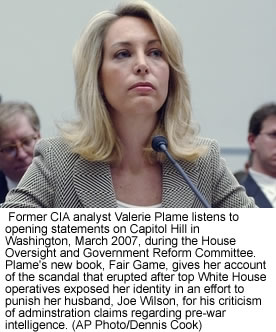 Former CIA analyst Valerie Plame listens to
opening statements on Capitol Hill in
Washington, March 2007, during the House
Oversight and Government Reform Committee.
Plame's new book, Fair Game, gives her account
of the scandal that erupted after top White House
operatives exposed her identity in an effort to
punish her husband, Joe Wilson, for his criticism
of adminstration claims regarding pre-war
intelligence. (AP Photo/Dennis Cook)